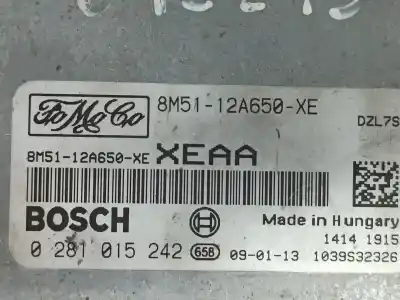 FoMoCo
8M51-12A650-XE
DZL7S
8M51-12A650-XE XEAA
BOSCH
Made in Hungary
1414 1915
0 281 015 242 658 09-01-13 1039S32326